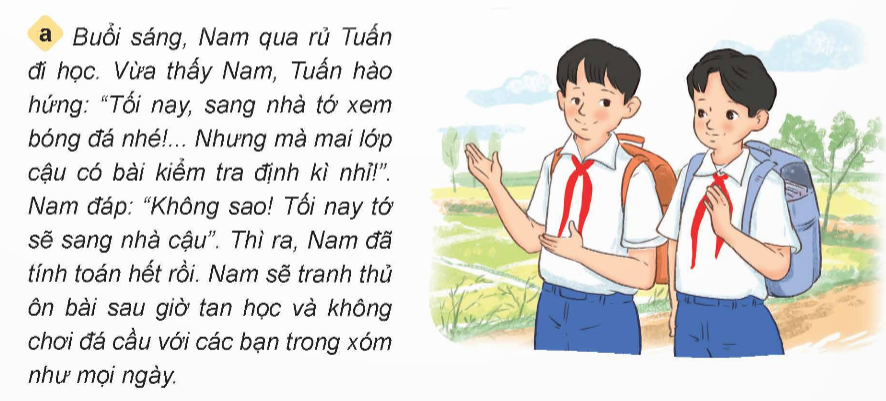 a Buổi sáng, Nam qua rủ Tuấn
đi học. Vừa thấy Nam, Tuấn hào
hứng: “Tối nay, sang nhà tớ xem
bóng đá nhé!... Nhưng mà mai lớp
cậu có bài kiểm tra định kì nhỉ!”.
Nam đáp: “Không sao! Tối nay tớ
sẽ sang nhà cậu”. Thì ra, Nam đã
tính toán hết rồi. Nam sẽ tranh thủ
ôn bài sau giờ tan học và không
chơi đá cầu với các bạn trong xóm
như mọi ngày.